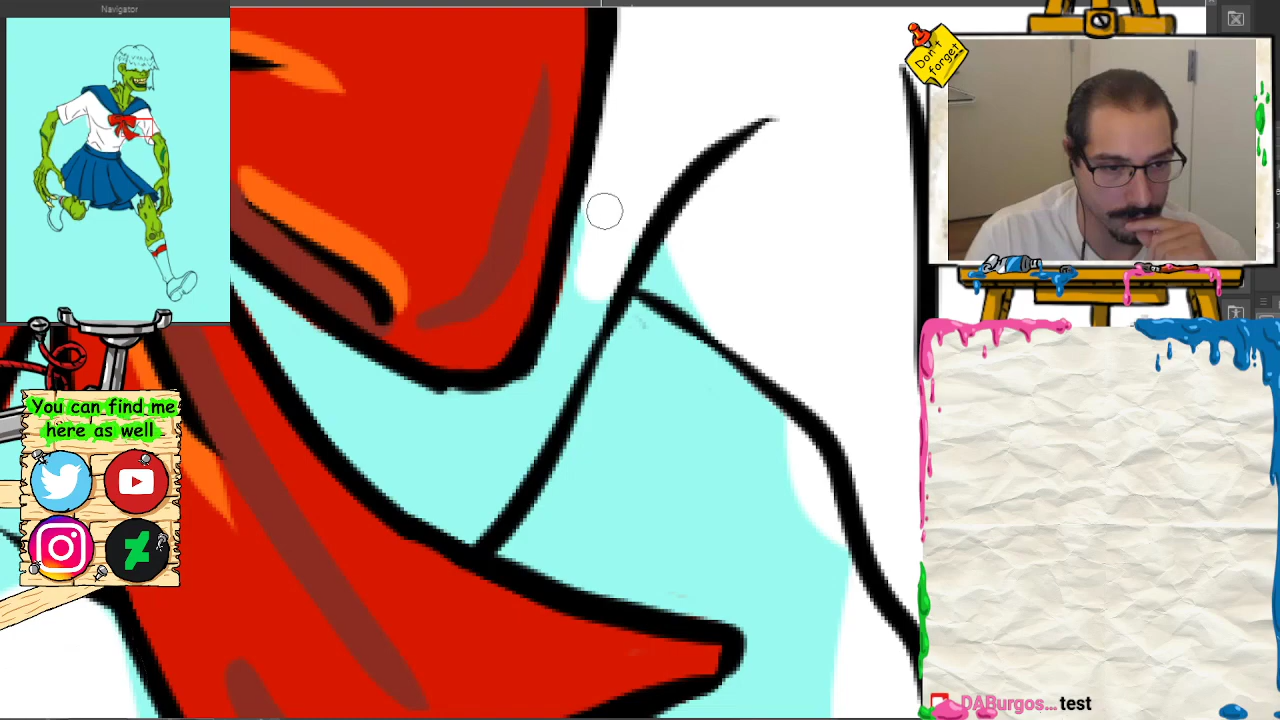 Navigator
Don't
forget
You can find me
here as well
DABurgos... test